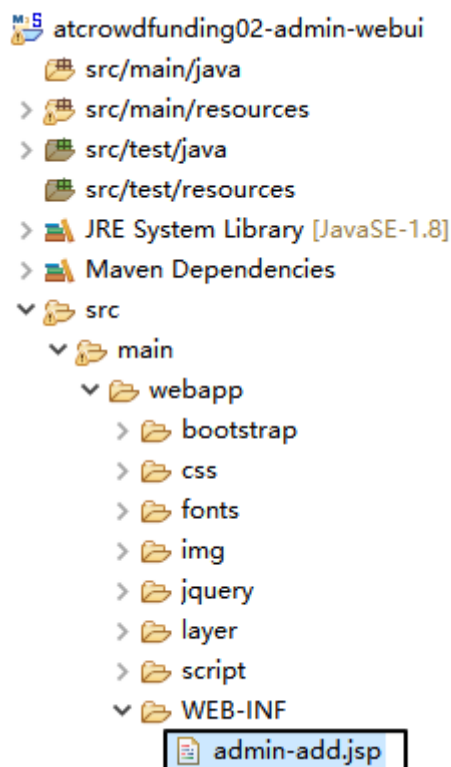 atcrowdfunding02-admin-webui
src/main/java
src/main/resources
src/test/java
src/test/resources
JRE System Library [JavaSE-1.8]
Maven Dependencies
src
main
webapp
bootstrap
css
fonts
img
jquery
layer
script
WEB-INF
admin-add.jsp